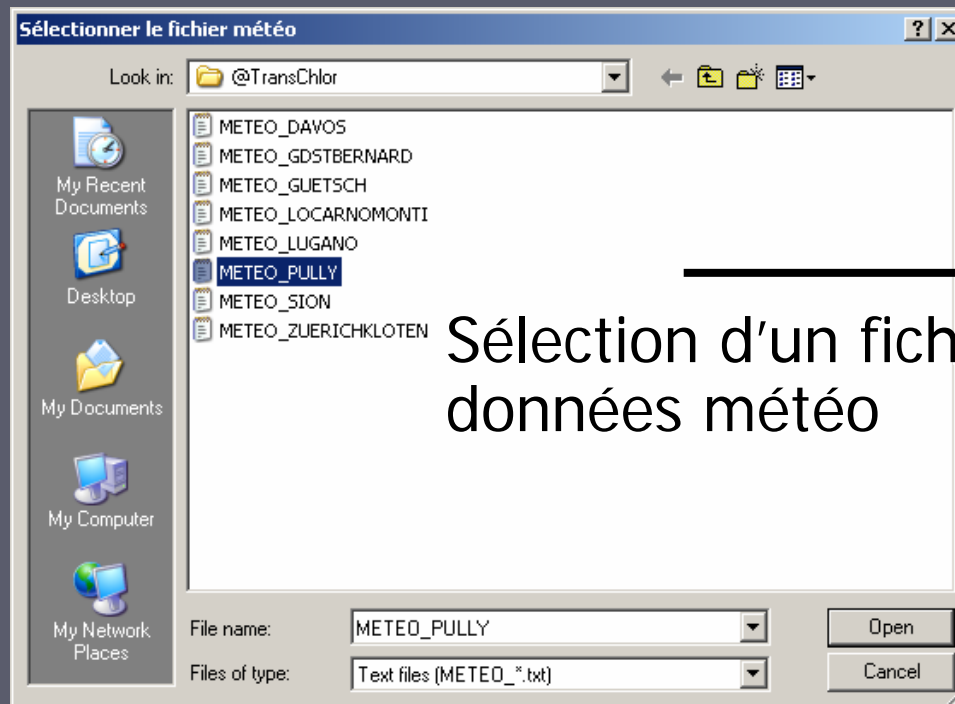 Sélectionner le fichier météo
Look in: @TransChlor
METEO_DAVOS
METEO_GDSTBERNARD
METEO_GUETSCH
METEO_LOCARNOMONTI
METEO_LUGANO
METEO_PULLY
METEO_SION
METEO_ZUERICHKLOTEN
My Recent
Documents
Desktop
My Documents
My Computer
My Network
Places
Sélection d'un fich
données météo
File name: METEO_PULLY Open
Files of type: Text files (METEO_*.txt) Cancel